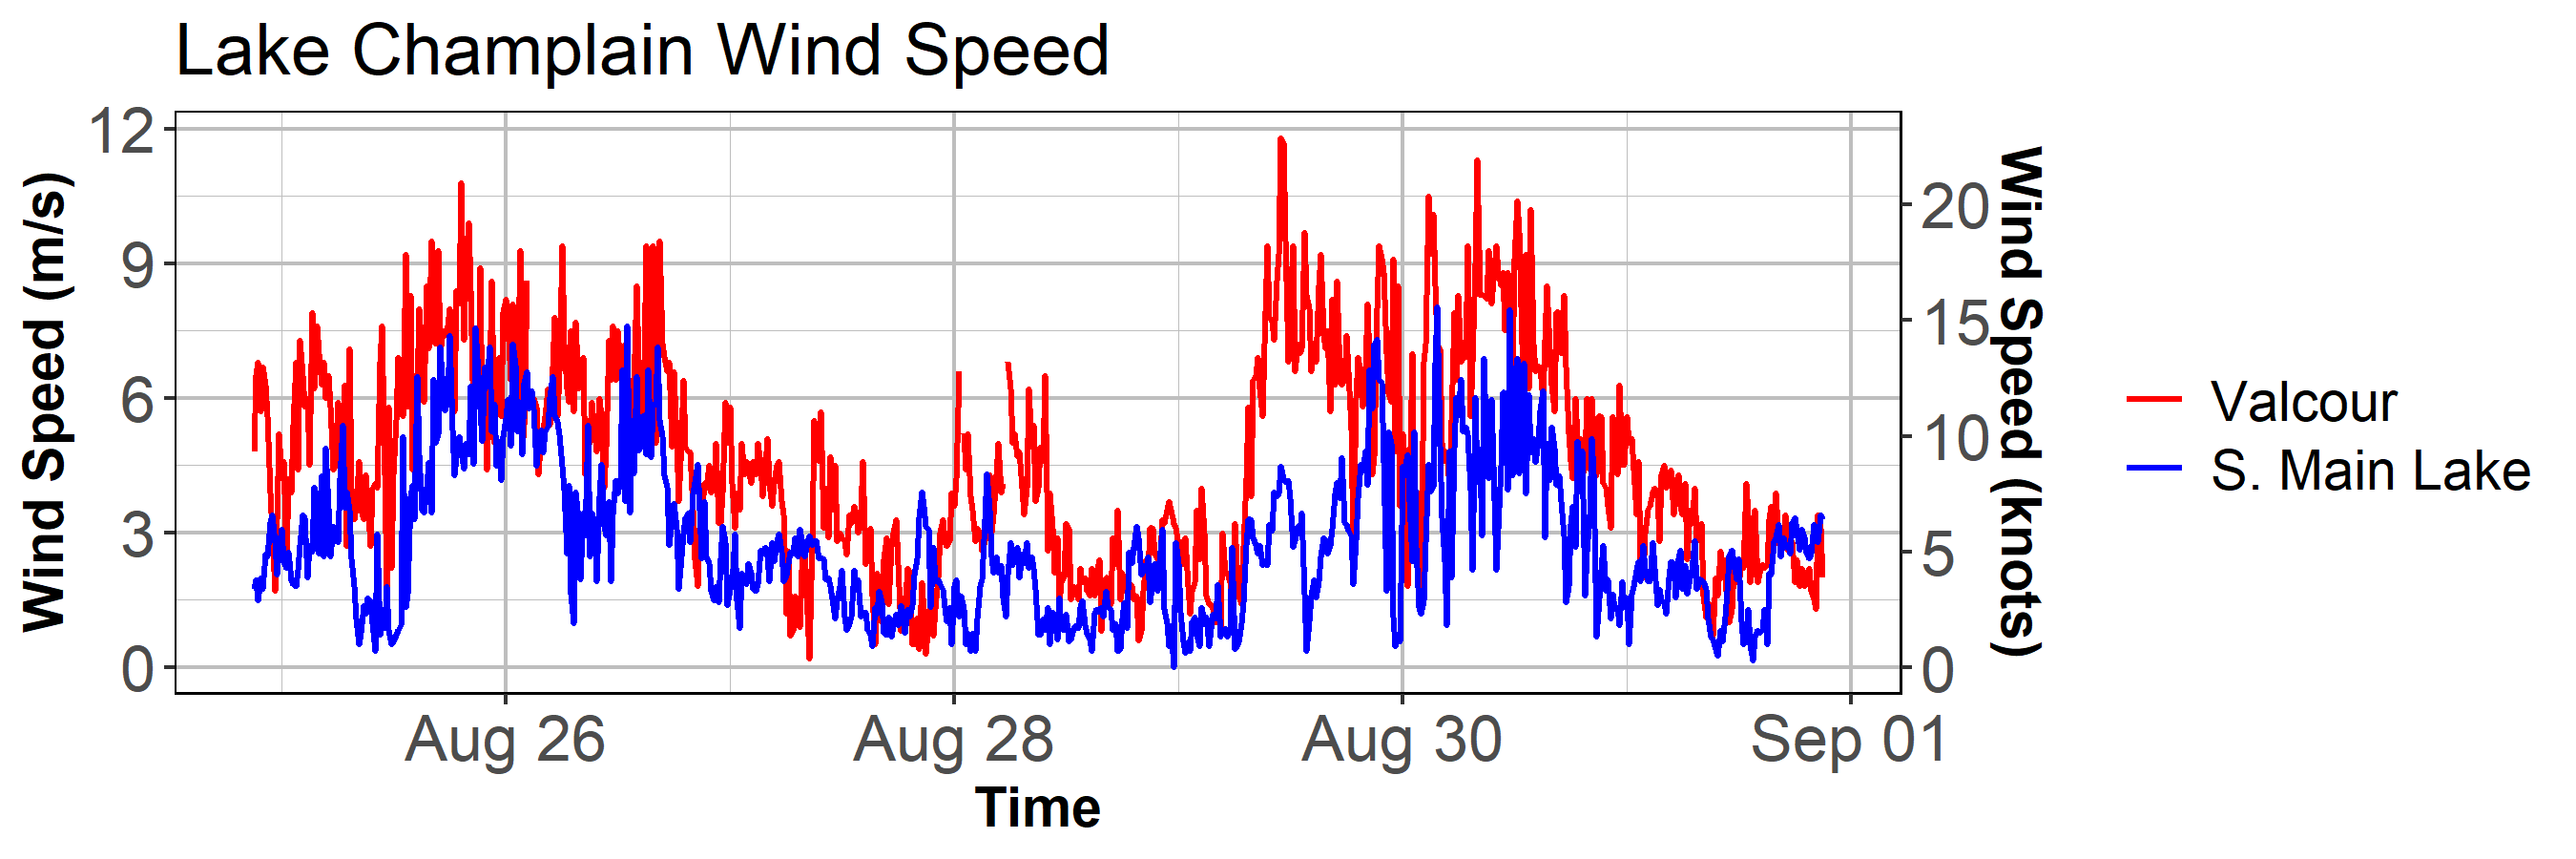 Lake Champlain Wind Speed
Wind Speed (m/s)
12
9
6
3
0
20
15
10
5
0
Wind Speed (knots)
Aug 26
Aug 28
Aug 30
Sep 01
Time
Valcour
S. Main Lake